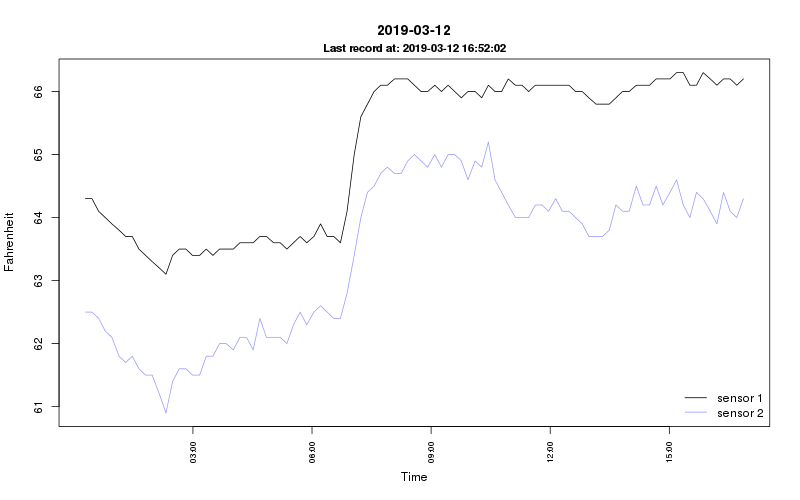 2019-03-12
Last record at: 2019-03-12 16:52:02
Fahrenheit
66
65
64
63
62
61
sensor 1
sensor 2
03:00 06:00 09:00 12:00 15:00
Time